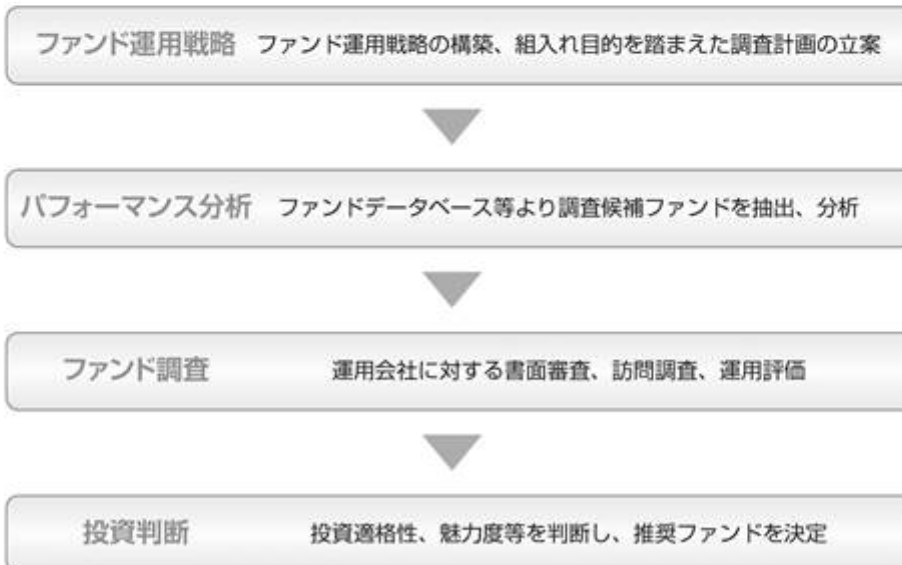 ファンド運用戦略 ファンド運用戦略の構築、組入れ目的を踏まえた調査計画の立案
パフォーマンス分析 ファンドデータベース等より調査候補ファンドを抽出、分析
ファンド調査 運用会社に対する書面審査、訪問調査、運用評価
投資判断 投資適格性、魅力度等を判断し、推奨ファンドを決定